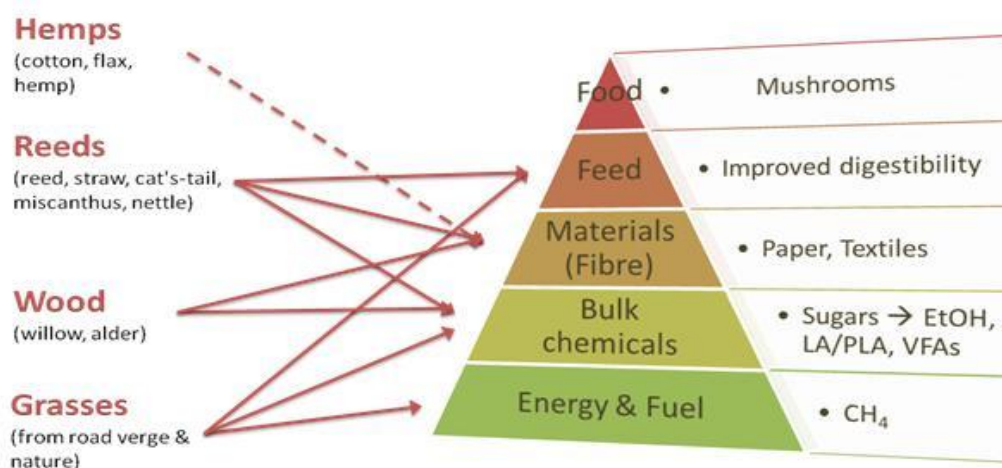 Hemps
(cotton, flax,
hemp)
Reeds
(reed, straw, cat's-tail,
miscanthus, nettle)
Wood
(willow, alder)
Grasses
(from road verge &
nature)
Food
• Mushrooms
Feed
• Improved digestibility
Materials
(Fibre)
• Paper, Textiles
Bulk
chemicals
• Sugars → EtOH,
LA/PLA, VFAs
Energy & Fuel
• CH₄